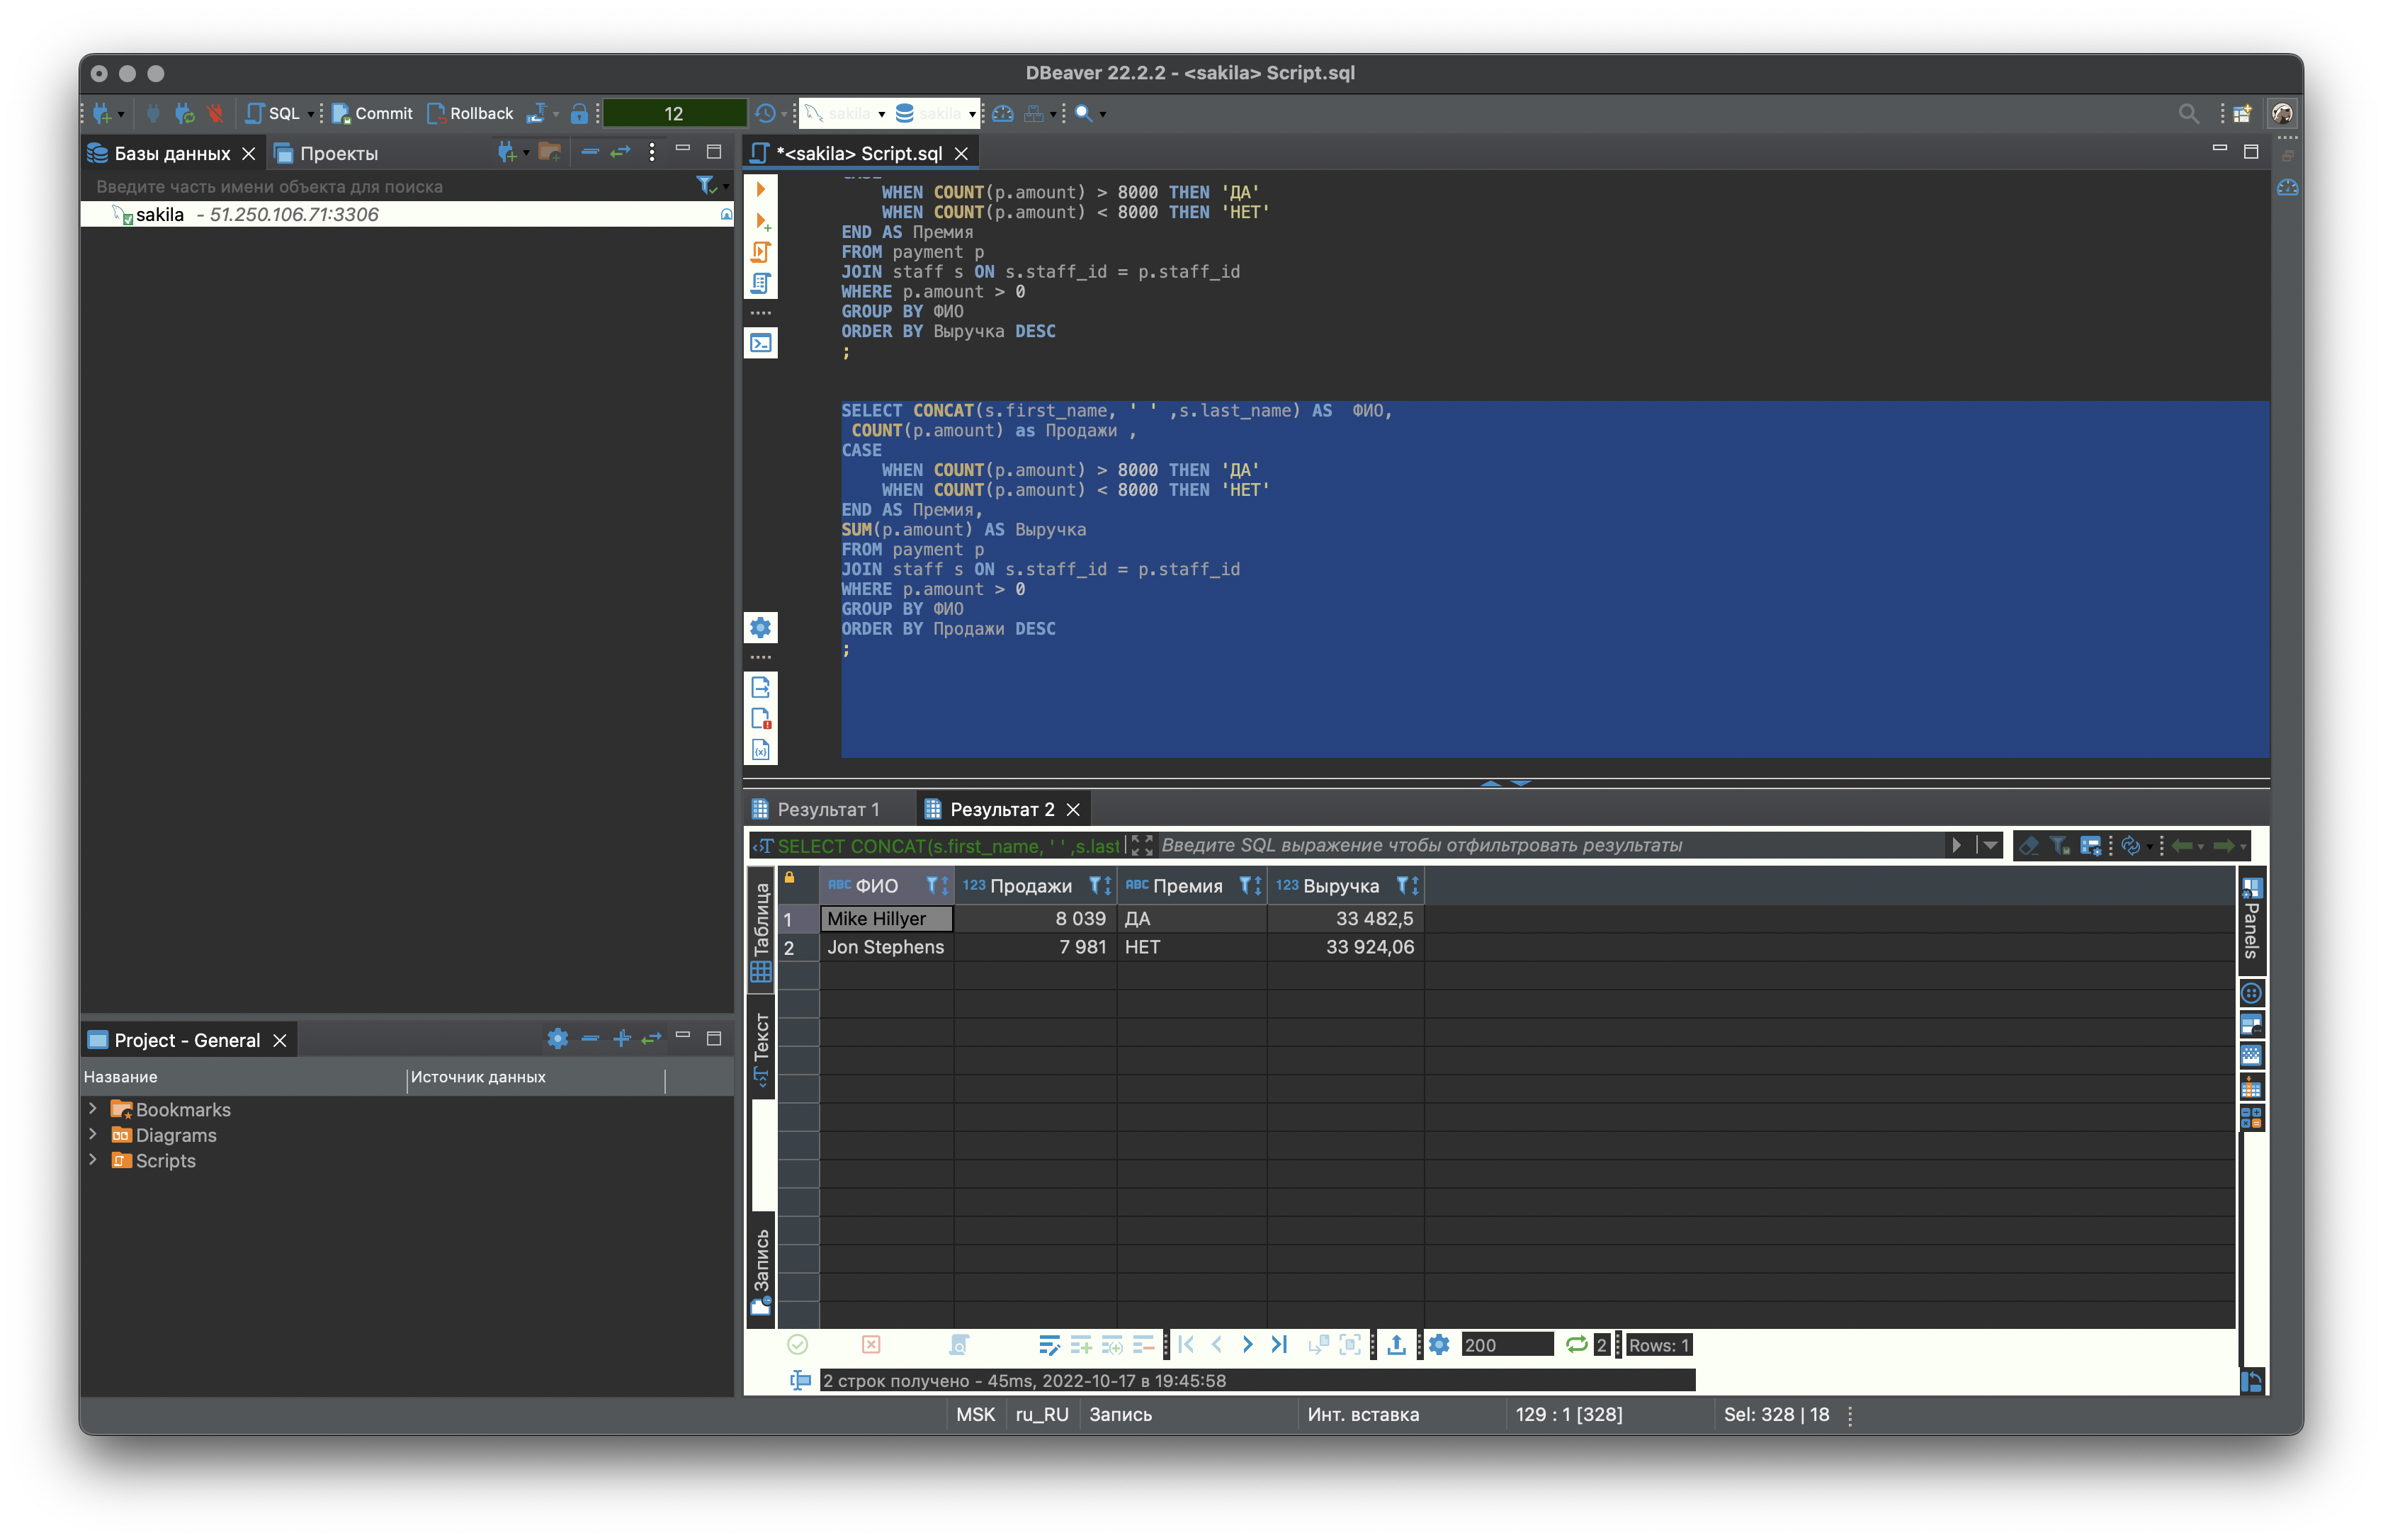 DBeaver 22.2.2 - <sakila> Script.sql
SQL Commit Rollback 12 sakila sakila
Базы данных Проекты
Введите часть имени объекта для поиска
sakila - 51.250.106.71:3306
*<sakila> Script.sql
WHEN COUNT(p.amount) > 8000 THEN 'ДА'
WHEN COUNT(p.amount) < 8000 THEN 'НЕТ'
END AS Премия
FROM payment p
JOIN staff s ON s.staff_id = p.staff_id
WHERE p.amount > 0
GROUP BY ФИО
ORDER BY Выручка DESC
;
SELECT CONCAT(s.first_name, ' ' ,s.last_name) AS  ФИО,
COUNT(p.amount) as Продажи ,
CASE
WHEN COUNT(p.amount) > 8000 THEN 'ДА'
WHEN COUNT(p.amount) < 8000 THEN 'НЕТ'
END AS Премия,
SUM(p.amount) AS Выручка
FROM payment p
JOIN staff s ON s.staff_id = p.staff_id
WHERE p.amount > 0
GROUP BY ФИО
ORDER BY Продажи DESC
;
Результат 1 Результат 2
SELECT CONCAT(s.first_name, ' ' ,s.last Введите SQL выражение чтобы отфильтровать результаты
ABC ФИО 123 Продажи ABC Премия 123 Выручка
1 Mike Hillyer 8 039 ДА 33 482,5
2 Jon Stephens 7 981 НЕТ 33 924,06
Таблица
Текст
Запись
Panels
200 2 Rows: 1
2 строк получено - 45ms, 2022-10-17 в 19:45:58
Project - General
Название Источник данных
Bookmarks
Diagrams
Scripts
MSK ru_RU Запись Инт. вставка 129 : 1 [328] Sel: 328 | 18